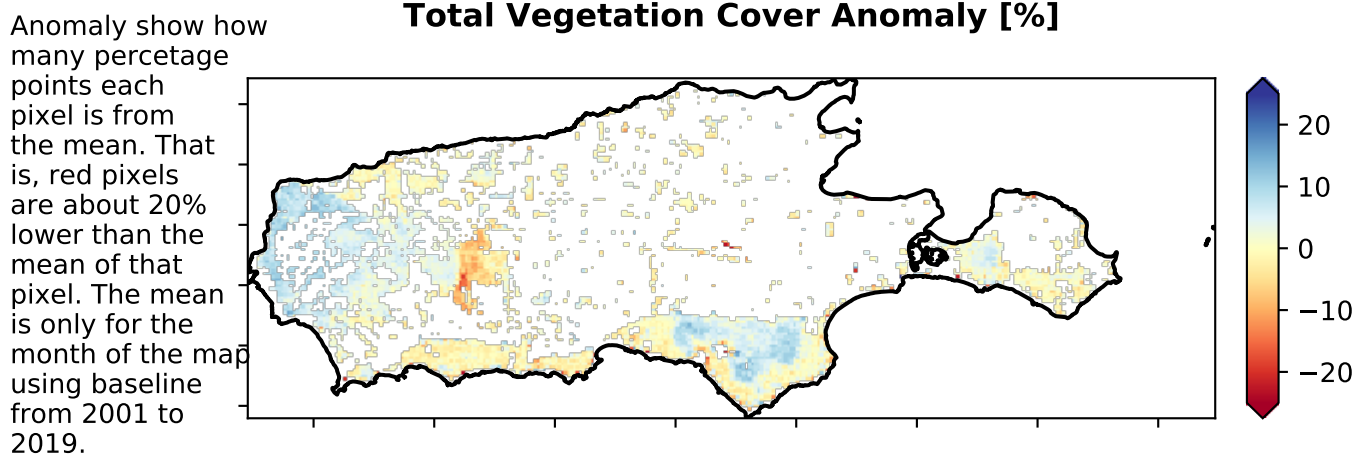 Total Vegetation Cover Anomaly [%]
Anomaly show how
many percetage
points each
pixel is from
the mean. That
is, red pixels
are about 20%
lower than the
mean of that
pixel. The mean
is only for the
month of the map
using baseline
from 2001 to
2019.
20
10
0
−10
−20